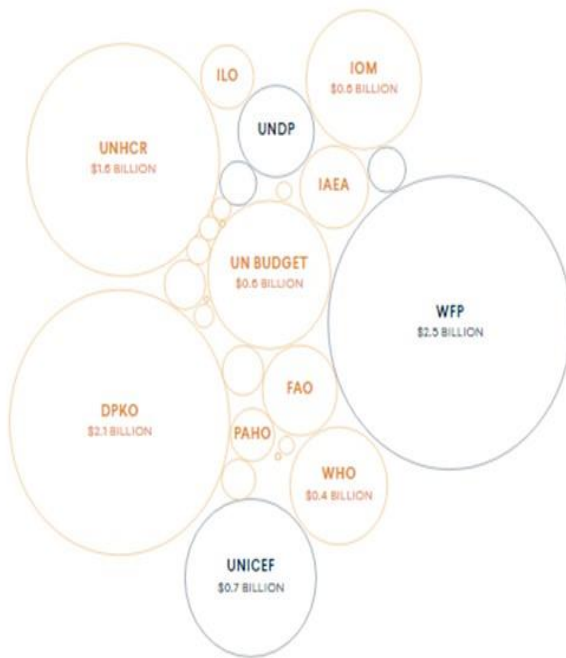 ILO
IOM
$0.6 BILLION
UNDP
UNHCR
$1.6 BILLION
IAEA
UN BUDGET
$0.6 BILLION
WFP
$2.5 BILLION
FAO
DPKO
$2.1 BILLION
PAHO
WHO
$0.4 BILLION
UNICEF
$0.7 BILLION